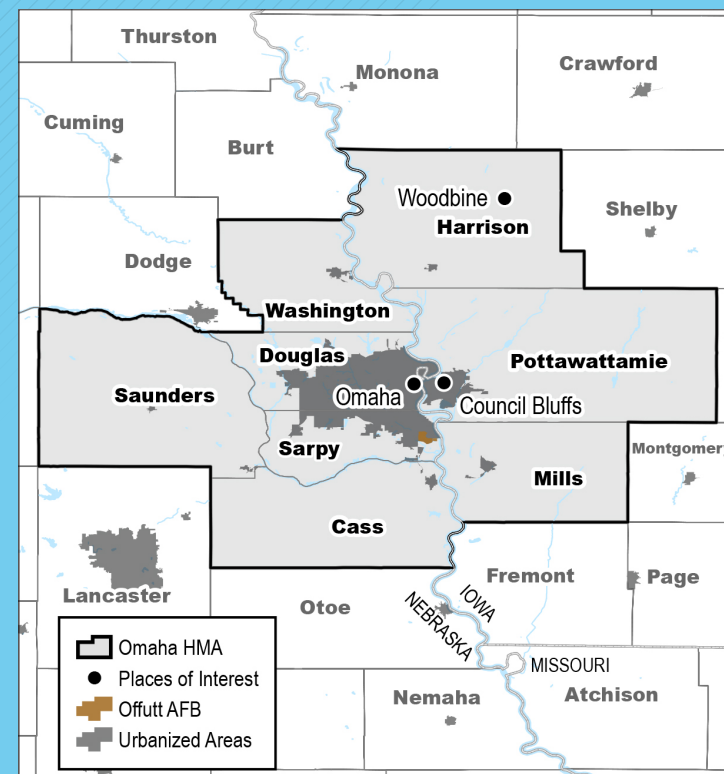 Thurston
Monona
Crawford
Cuming
Burt
Woodbine
Harrison
Shelby
Dodge
Washington
Douglas
Pottawattamie
Saunders
Omaha
Council Bluffs
Sarpy
Montgomery
Mills
Cass
Fremont
Page
Lancaster
Otoe
IOWA
NEBRASKA
MISSOURI
Nemaha
Atchison
Omaha HMA
Places of Interest
Offutt AFB
Urbanized Areas